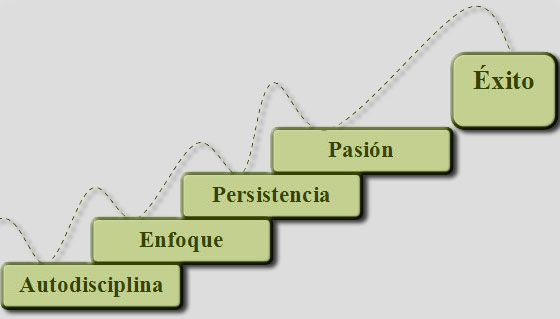 Éxito
Pasión
Persistencia
Enfoque
Autodisciplina